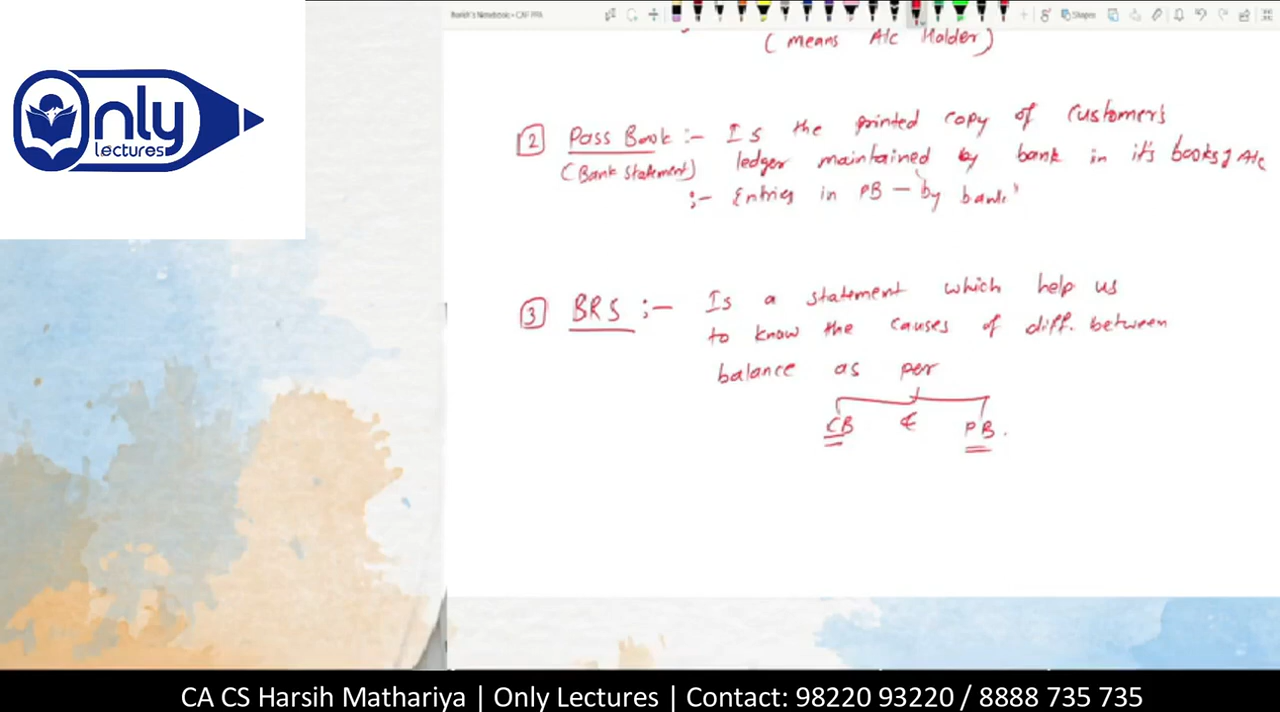 Only
lectures
(means A/c Holder)
2 Pass Book :- Is the printed copy of customer's
(Bank Statement) ledger maintained by bank in it's books of A/c
:- Entries in PB - by bank
3 BRS :- Is a statement which help us
to know the causes of diff. between
balance as per
CB & PB.
CA CS Harsih Mathariya | Only Lectures | Contact: 98220 93220 / 8888 735 735